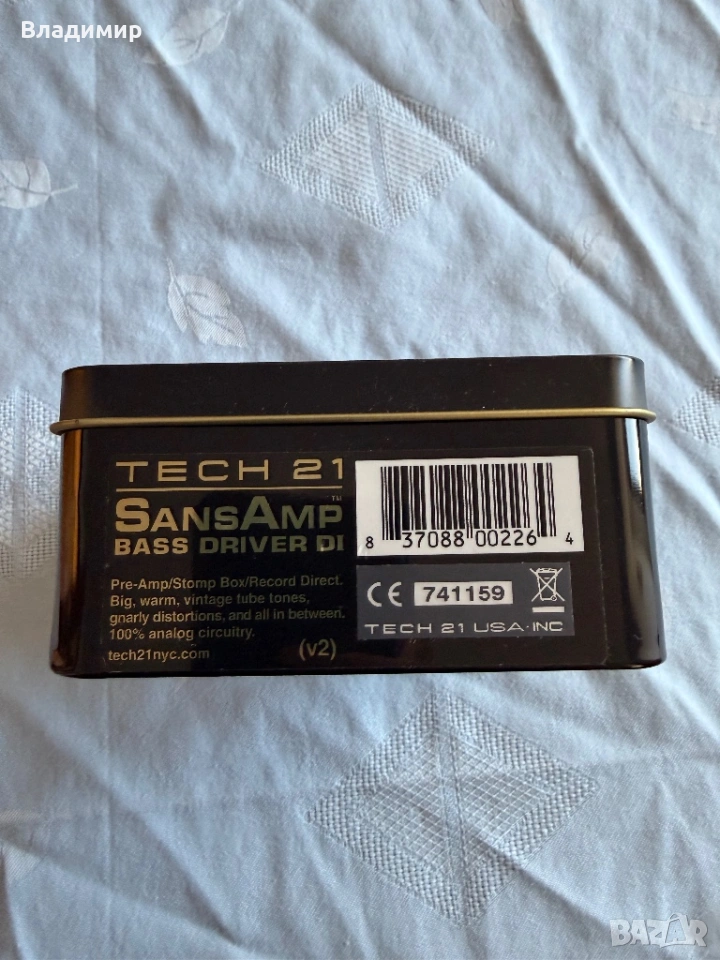 Владимир
TECH 21
SANSAMP™
BASS DRIVER DI
Pre-Amp/Stomp Box/Record Direct.
Big, warm, vintage tube tones,
gnarly distortions, and all in between.
100% analog circuitry.
tech21nyc.com (v2)
8 37088 00226 4
CE 741159
TECH 21 USA·INC
BAZAR